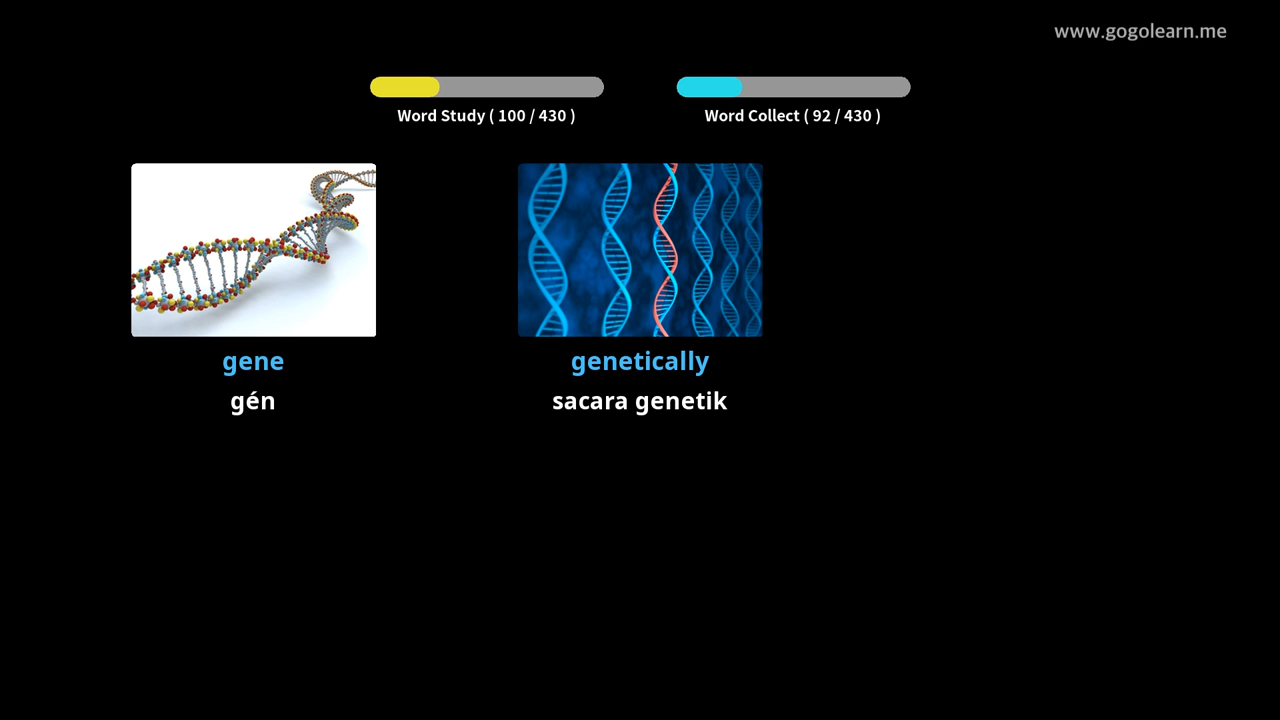 www.gogolearn.me
Word Study ( 100 / 430 )
Word Collect ( 92 / 430 )
gene
genetically
gén
sacara genetik